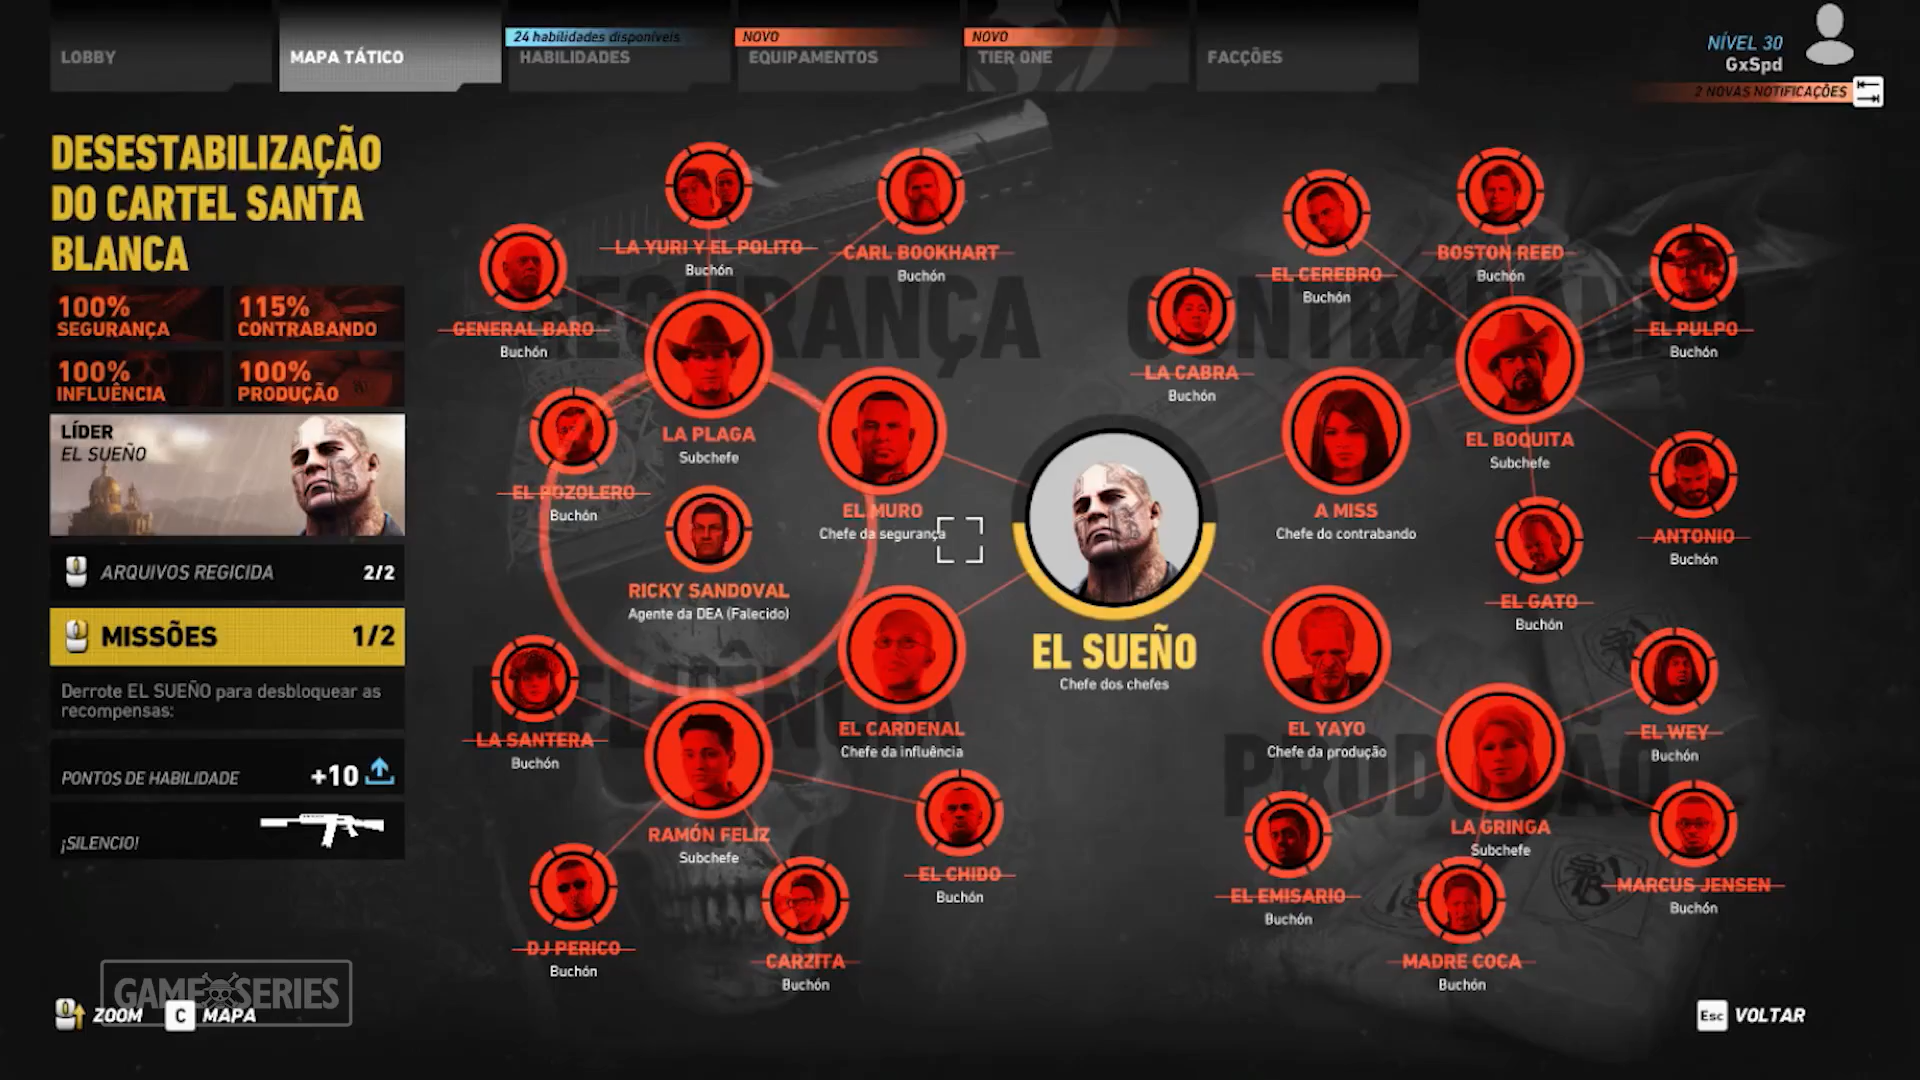 LOBBY
MAPA TÁTICO
24 habilidades disponíveis
HABILIDADES
NOVO
EQUIPAMENTOS
NOVO
TIER ONE
FACÇÕES
NÍVEL 30
GxSpd
2 NOVAS NOTIFICAÇÕES
DESESTABILIZAÇÃO
DO CARTEL SANTA
BLANCA
100%
SEGURANÇA
115%
CONTRABANDO
100%
INFLUÊNCIA
100%
PRODUÇÃO
LÍDER
EL SUEÑO
ARQUIVOS REGICIDA 2/2
MISSÕES 1/2
Derrote EL SUEÑO para desbloquear as
recompensas:
PONTOS DE HABILIDADE +10
¡SILENCIO!
SEGURANÇA
CONTRABANDO
INFLUÊNCIA
PRODUÇÃO
LA YURI Y EL POLITO
Buchón
CARL BOOKHART
Buchón
GENERAL BARO
Buchón
LA PLAGA
Subchefe
EL POZOLERO
Buchón
EL MURO
Chefe da segurança
RICKY SANDOVAL
Agente da DEA (Falecido)
EL CEREBRO
Buchón
BOSTON REED
Buchón
EL PULPO
Buchón
LA CABRA
Buchón
EL BOQUITA
Subchefe
A MISS
Chefe do contrabando
ANTONIO
Buchón
EL GATO
Buchón
EL SUEÑO
Chefe dos chefes
LA SANTERA
Buchón
EL CARDENAL
Chefe da influência
RAMÓN FELIZ
Subchefe
EL CHIDO
Buchón
DJ PERICO
Buchón
CARZITA
Buchón
EL YAYO
Chefe da produção
EL WEY
Buchón
LA GRINGA
Subchefe
EL EMISARIO
Buchón
MARCUS JENSEN
Buchón
MADRE COCA
Buchón
GAME SERIES
ZOOM
C MAPA
Esc VOLTAR